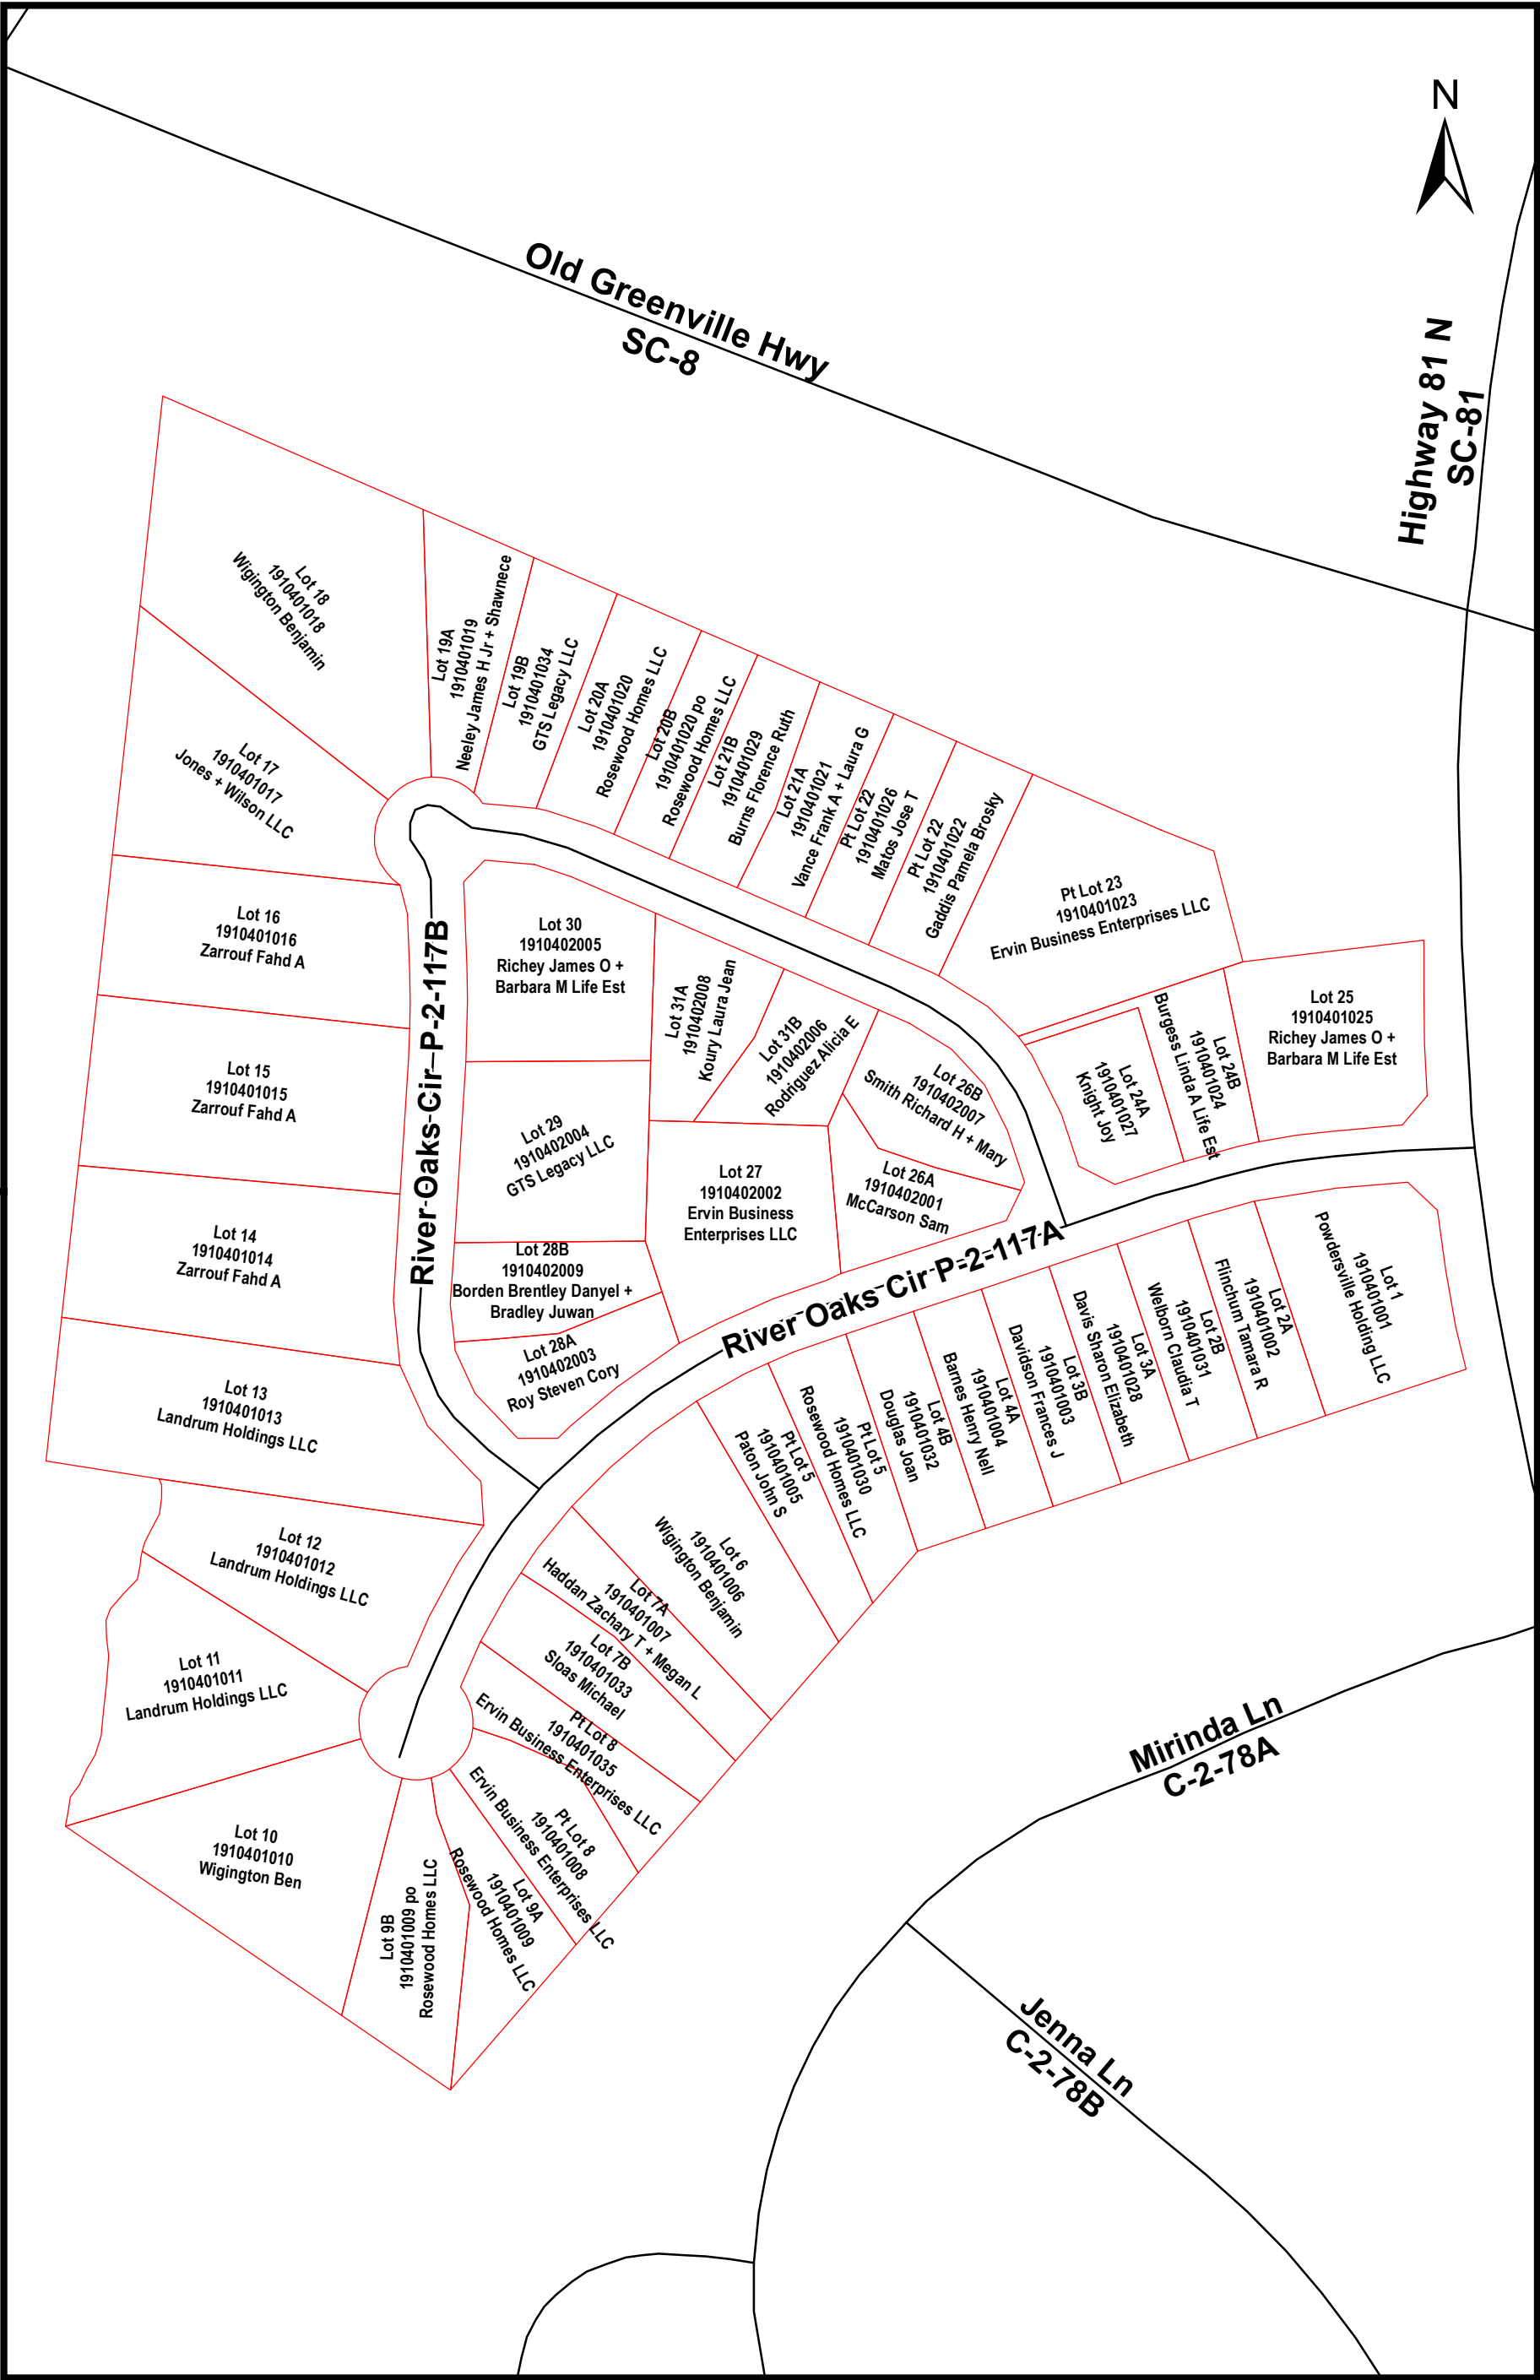 N
Old Greenville Hwy
SC-8
Highway 81 N
SC-81
Lot 18
1910401018
Wigington Benjamin
Lot 19A
1910401019
Neeley James H Jr + Shawnece
Lot 19B
1910401034
GTS Legacy LLC
Lot 20A
1910401020
Rosewood Homes LLC
Lot 20B
1910401020 po
Rosewood Homes LLC
Lot 21B
1910401029
Burns Florence Ruth
Lot 21A
1910401021
Vance Frank A + Laura G
Pt Lot 22
1910401026
Matos Jose T
Pt Lot 22
1910401022
Gaddis Pamela Brosky
Pt Lot 23
1910401023
Ervin Business Enterprises LLC
Lot 17
1910401017
Jones + Wilson LLC
Lot 16
1910401016
Zarrouf Fahd A
Lot 15
1910401015
Zarrouf Fahd A
Lot 14
1910401014
Zarrouf Fahd A
Lot 13
1910401013
Landrum Holdings LLC
River Oaks Cir P-2-117B
Lot 30
1910402005
Richey James O +
Barbara M Life Est
Lot 31A
1910402008
Koury Laura Jean
Lot 31B
1910402006
Rodriguez Alicia E
Lot 26B
1910402007
Smith Richard H + Mary
Lot 24A
1910401027
Knight Joy
Lot 24B
1910401024
Burgess Linda A Life Est
Lot 25
1910401025
Richey James O +
Barbara M Life Est
Lot 29
1910402004
GTS Legacy LLC
Lot 27
1910402002
Ervin Business
Enterprises LLC
Lot 26A
1910402001
McCarson Sam
Lot 28B
1910402009
Borden Brentley Danyel +
Bradley Juwan
Lot 28A
1910402003
Roy Steven Cory
River Oaks Cir P-2-117A
Lot 1
1910401001
Powdersville Holding LLC
Lot 2A
1910401002
Flinchum Tamara R
Lot 2B
1910401031
Welborn Claudia T
Lot 3A
1910401028
Davis Sharon Elizabeth
Lot 3B
1910401003
Davidson Frances J
Lot 4A
1910401004
Barnes Henry Nell
Lot 4B
1910401032
Douglas Joan
Pt Lot 5
1910401030
Rosewood Homes LLC
Pt Lot 5
1910401005
Paton John S
Lot 6
1910401006
Wigington Benjamin
Lot 7A
1910401007
Haddan Zachary T + Megan L
Lot 7B
1910401033
Sloas Michael
Pt Lot 8
1910401035
Ervin Business Enterprises LLC
Pt Lot 8
1910401008
Ervin Business Enterprises LLC
Lot 9A
1910401009
Rosewood Homes LLC
Lot 9B
1910401009 po
Rosewood Homes LLC
Lot 10
1910401010
Wigington Ben
Lot 11
1910401011
Landrum Holdings LLC
Lot 12
1910401012
Landrum Holdings LLC
Mirinda Ln
C-2-78A
Jenna Ln
C-2-78B